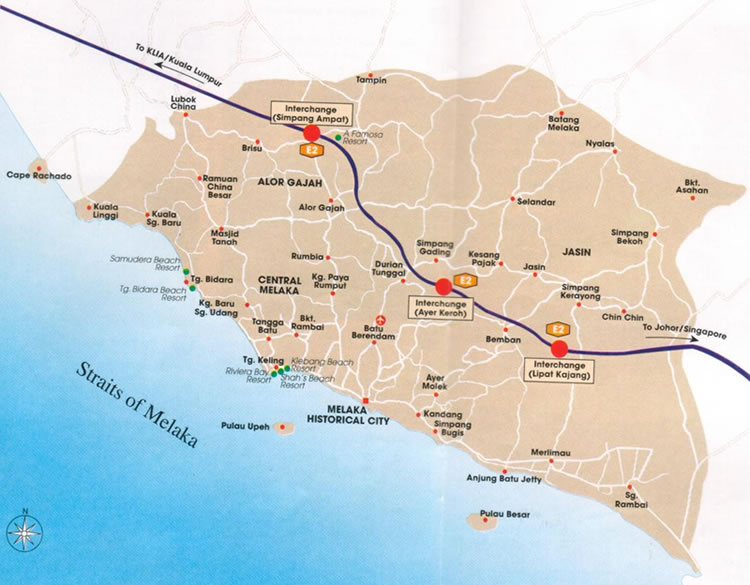 To KLIA/Kuala Lumpur
Tampin
Lubok
China
Interchange
(Simpang Ampat)
E2
A Famosa
Resort
Batang
Melaka
Brisu
Nyalas
Cape Rachado
Ramuan
China
Besar
ALOR GAJAH
Bkt.
Asahan
Kuala
Linggi
Kuala
Sg. Baru
Alor Gajah
Selandar
Masjid
Tanah
Simpang
Bekoh
Samudera Beach
Resort
Rumbia
Simpang
Gading
Kesang
Pajak
JASIN
Tg. Bidara
Tg. Bidara Beach
Resort
CENTRAL
MELAKA
Kg. Paya
Rumput
Durian
Tunggal
E2
Jasin
Interchange
(Ayer Keroh)
Simpang
Kerayong
Kg. Baru
Sg. Udang
Tangga
Batu
Bkt.
Rambai
Batu
Berendam
Chin Chin
E2
Bemban
To Johor/Singapore
Tg. Keling
Klebang Beach
Resort
Riviera Bay
Resort
Shah's Beach
Resort
Interchange
(Lipat Kajang)
Straits of Melaka
Ayer
Molek
MELAKA
HISTORICAL CITY
Kandang
Simpang
Bugis
Pulau Upeh
Merlimau
Anjung Batu Jetty
Sg.
Rambai
Pulau Besar
N